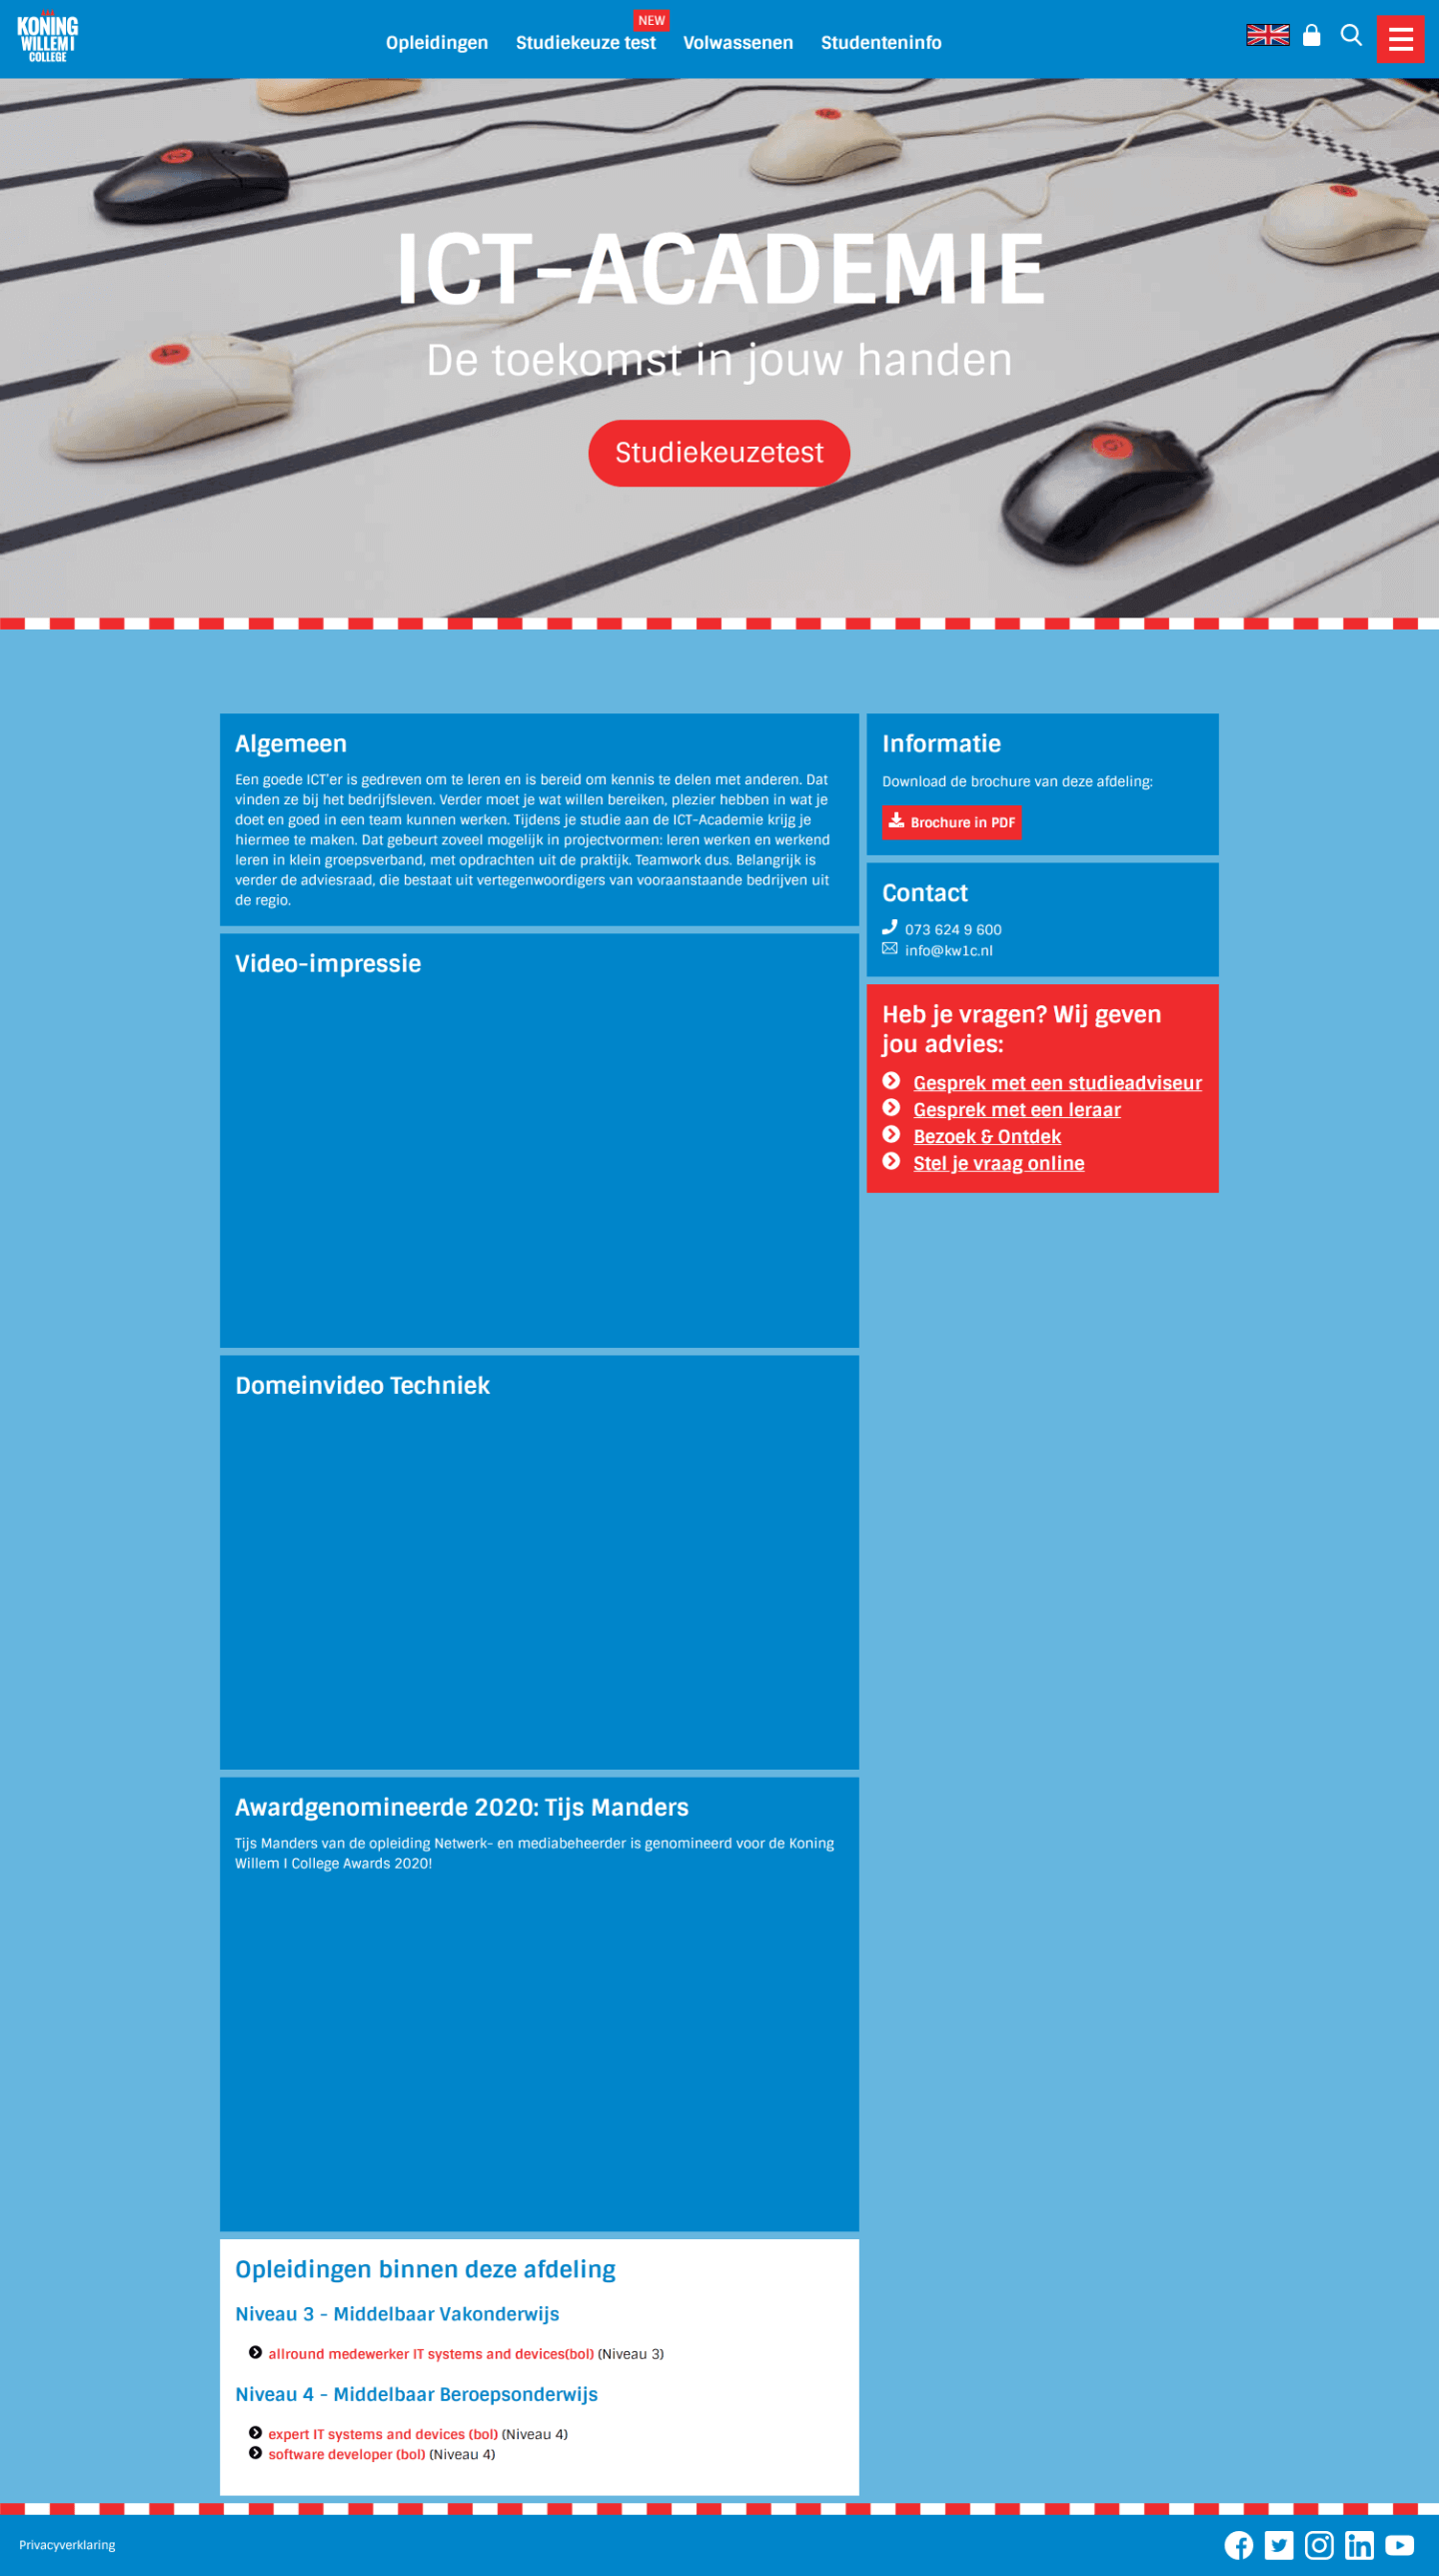 KONING
WILLEM I
COLLEGE
Opleidingen
Studiekeuze test
NEW
Volwassenen
Studenteninfo
ICT-ACADEMIE
De toekomst in jouw handen
Studiekeuzetest
Algemeen
Een goede ICT'er is gedreven om te leren en is bereid om kennis te delen met anderen. Dat
vinden ze bij het bedrijfsleven. Verder moet je wat willen bereiken, plezier hebben in wat je
doet en goed in een team kunnen werken. Tijdens je studie aan de ICT-Academie krijg je
hiermee te maken. Dat gebeurt zoveel mogelijk in projectvormen: leren werken en werkend
leren in klein groepsverband, met opdrachten uit de praktijk. Teamwork dus. Belangrijk is
verder de adviesraad, die bestaat uit vertegenwoordigers van vooraanstaande bedrijven uit
de regio.
Video-impressie
Domeinvideo Techniek
Awardgenomineerde 2020: Tijs Manders
Tijs Manders van de opleiding Netwerk- en mediabeheerder is genomineerd voor de Koning
Willem I College Awards 2020!
Opleidingen binnen deze afdeling
Niveau 3 - Middelbaar Vakonderwijs
allround medewerker IT systems and devices(bol) (Niveau 3)
Niveau 4 - Middelbaar Beroepsonderwijs
expert IT systems and devices (bol) (Niveau 4)
software developer (bol) (Niveau 4)
Informatie
Download de brochure van deze afdeling:
Brochure in PDF
Contact
073 624 9 600
info@kw1c.nl
Heb je vragen? Wij geven
jou advies:
Gesprek met een studieadviseur
Gesprek met een leraar
Bezoek & Ontdek
Stel je vraag online
Privacyverklaring